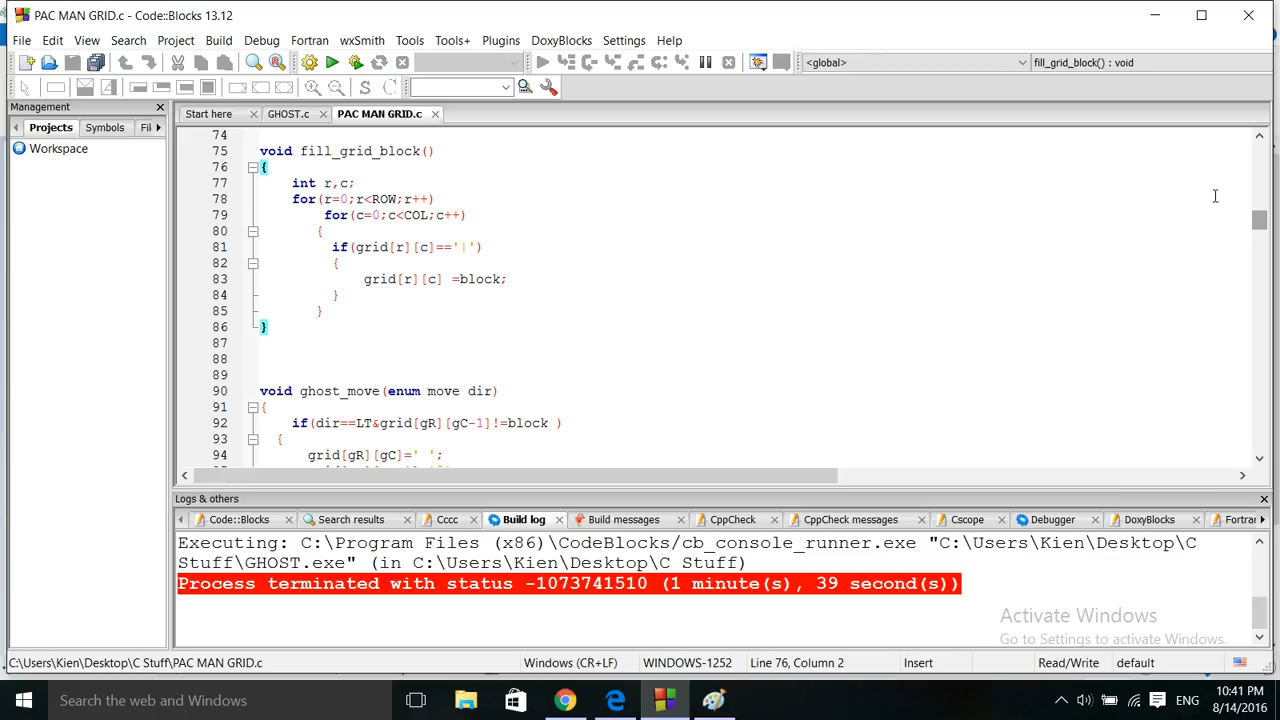 PAC MAN GRID.c - Code::Blocks 13.12
File Edit View Search Project Build Debug Fortran wxSmith Tools Tools+ Plugins DoxyBlocks Settings Help
<global> fill_grid_block() : void
Management
Projects Symbols Fil
Workspace
Start here GHOST.c PAC MAN GRID.c
74
75 void fill_grid_block()
76 {
77 int r,c;
78 for(r=0;r<ROW;r++)
79 for(c=0;c<COL;c++)
80 {
81 if(grid[r][c]=='|')
82 {
83 grid[r][c] =block;
84 }
85 }
86 }
87
88
89
90 void ghost_move(enum move dir)
91 {
92 if(dir==LT&grid[gR][gC-1]!=block )
93 {
94 grid[gR][gC]=' ';
Logs & others
Code::Blocks Search results Cccc Build log Build messages CppCheck CppCheck messages Cscope Debugger DoxyBlocks Fortran
Executing: C:\Program Files (x86)\CodeBlocks/cb_console_runner.exe "C:\Users\Kien\Desktop\C
Stuff\GHOST.exe" (in C:\Users\Kien\Desktop\C Stuff)
Process terminated with status -1073741510 (1 minute(s), 39 second(s))
Activate Windows
Go to Settings to activate Windows.
C:\Users\Kien\Desktop\C Stuff\PAC MAN GRID.c Windows (CR+LF) WINDOWS-1252 Line 76, Column 2 Insert Read/Write default
Search the web and Windows
ENG
10:41 PM
8/14/2016